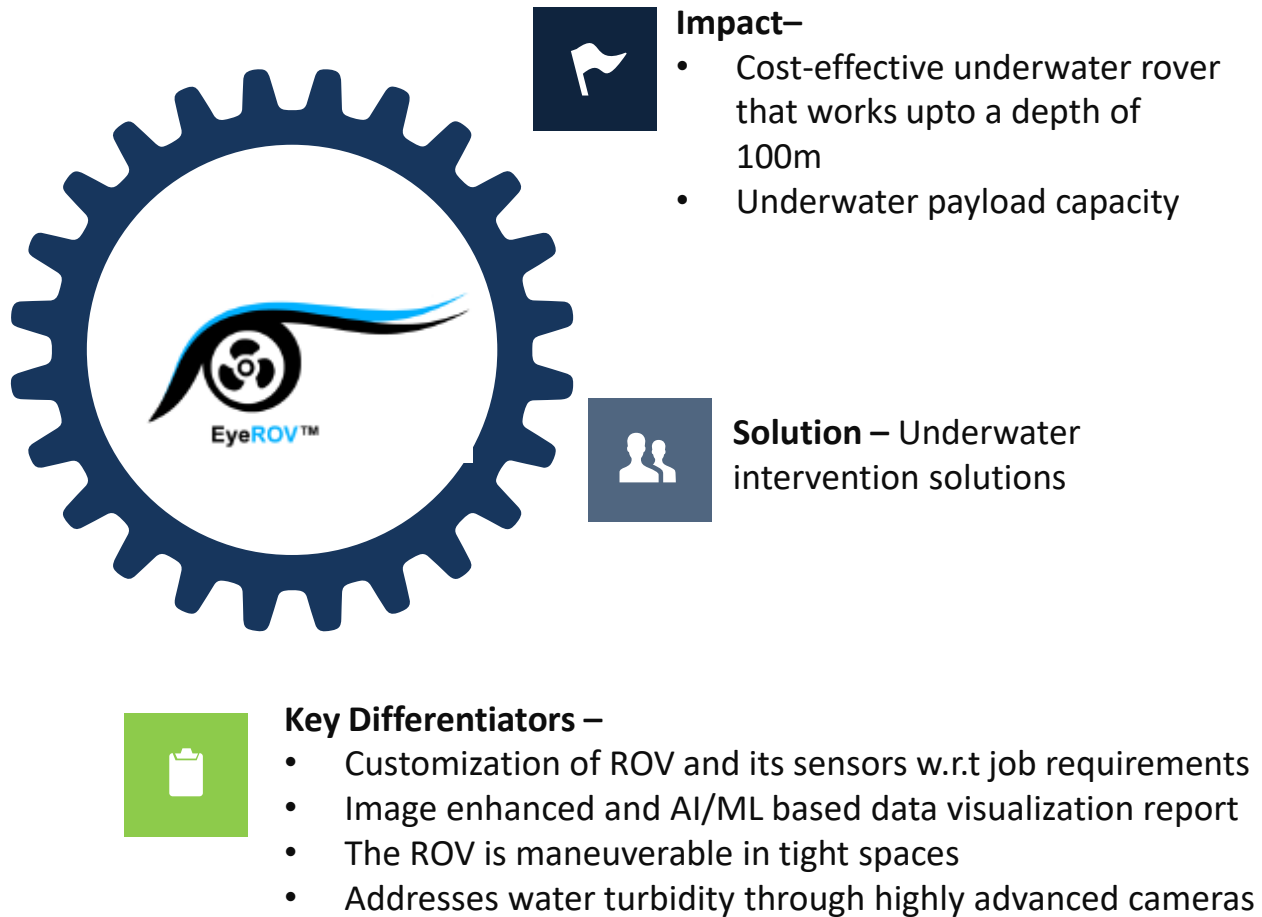 Impact–
• Cost-effective underwater rover
that works upto a depth of
100m
• Underwater payload capacity
EyeROV™
Solution – Underwater
intervention solutions
Key Differentiators –
• Customization of ROV and its sensors w.r.t job requirements
• Image enhanced and AI/ML based data visualization report
• The ROV is maneuverable in tight spaces
• Addresses water turbidity through highly advanced cameras